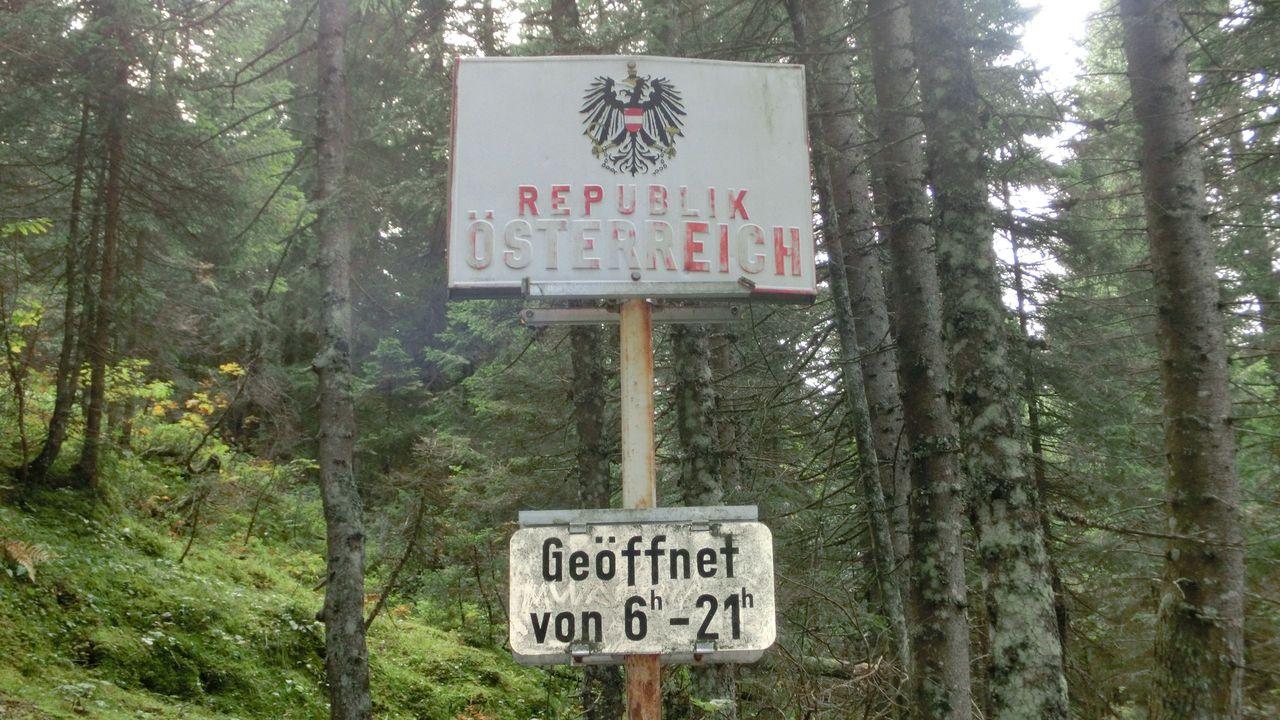 REPUBLIK
ÖSTERREICH
Geöffnet
von 6h - 21h